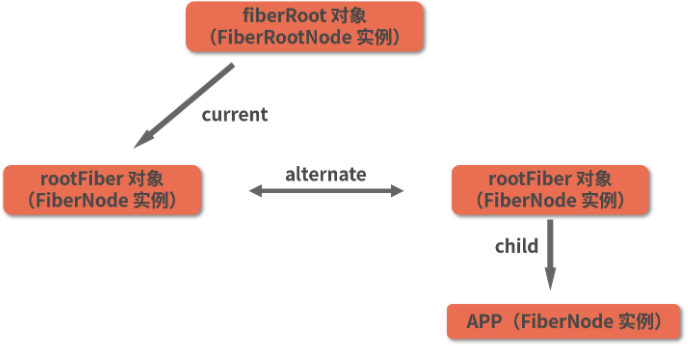 fiberRoot 对象
（FiberRootNode 实例）
current
rootFiber 对象
（FiberNode 实例）
alternate
rootFiber 对象
（FiberNode 实例）
child
APP（FiberNode 实例）